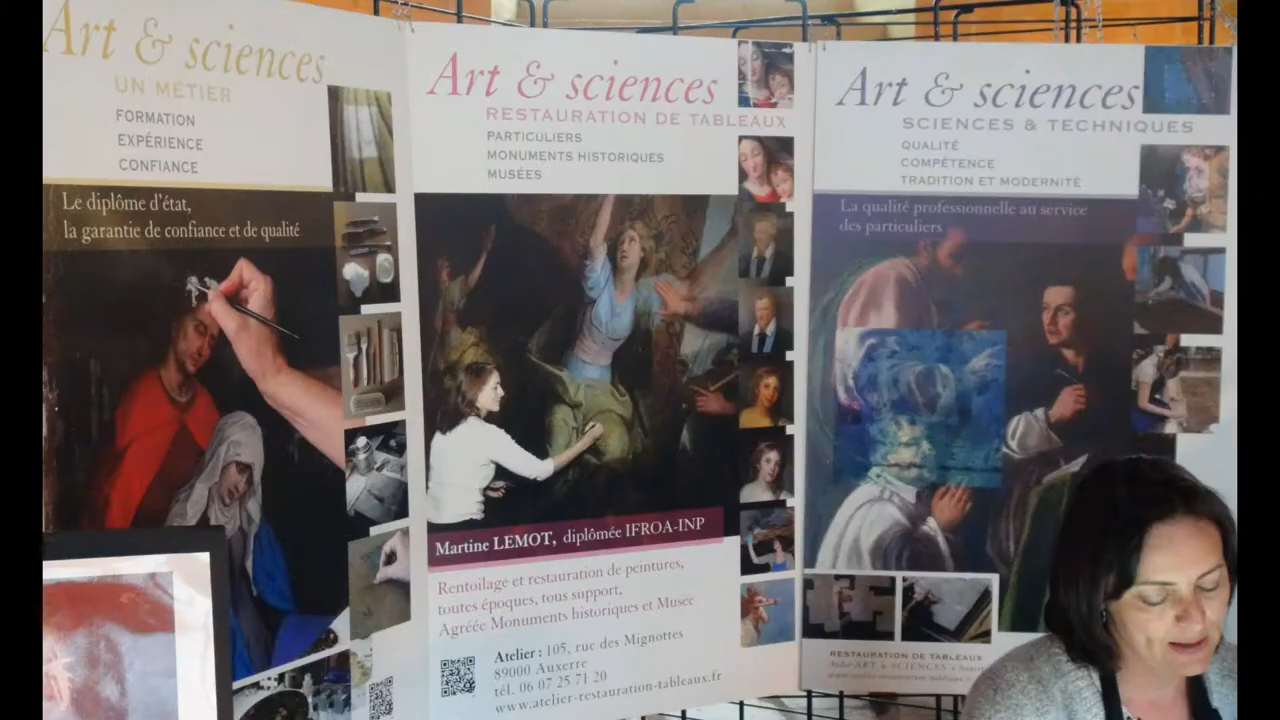 Art & sciences
UN MÉTIER
FORMATION
EXPÉRIENCE
CONFIANCE
Le diplôme d'état,
la garantie de confiance et de qualité
Art & sciences
RESTAURATION DE TABLEAUX
PARTICULIERS
MONUMENTS HISTORIQUES
MUSÉES
Martine LEMOT, diplômée IFROA-INP
Rentoilage et restauration de peintures,
toutes époques, tous support,
Agréée Monuments historiques et Musée
Atelier : 105, rue des Mignottes
89000 Auxerre
tél. 06 07 25 71 20
www.atelier-restauration-tableaux.fr
Art & sciences
SCIENCES & TECHNIQUES
QUALITÉ
COMPÉTENCE
TRADITION ET MODERNITÉ
La qualité professionnelle au service
des particuliers
RESTAURATION DE TABLEAUX
Atelier ART & SCIENCES